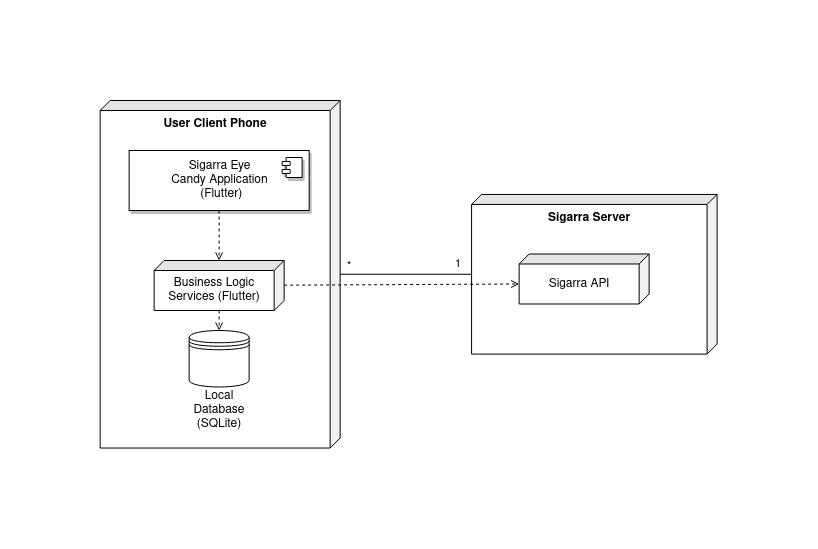 User Client Phone
Sigarra Eye
Candy Application
(Flutter)
Business Logic
Services (Flutter)
Local
Database
(SQLite)
*
1
Sigarra Server
Sigarra API